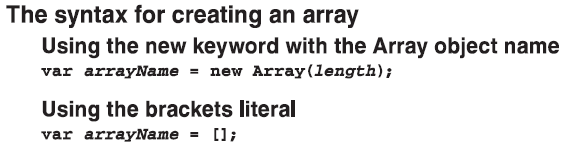 The syntax for creating an array
Using the new keyword with the Array object name
var arrayName = new Array(length);
Using the brackets literal
var arrayName = [];